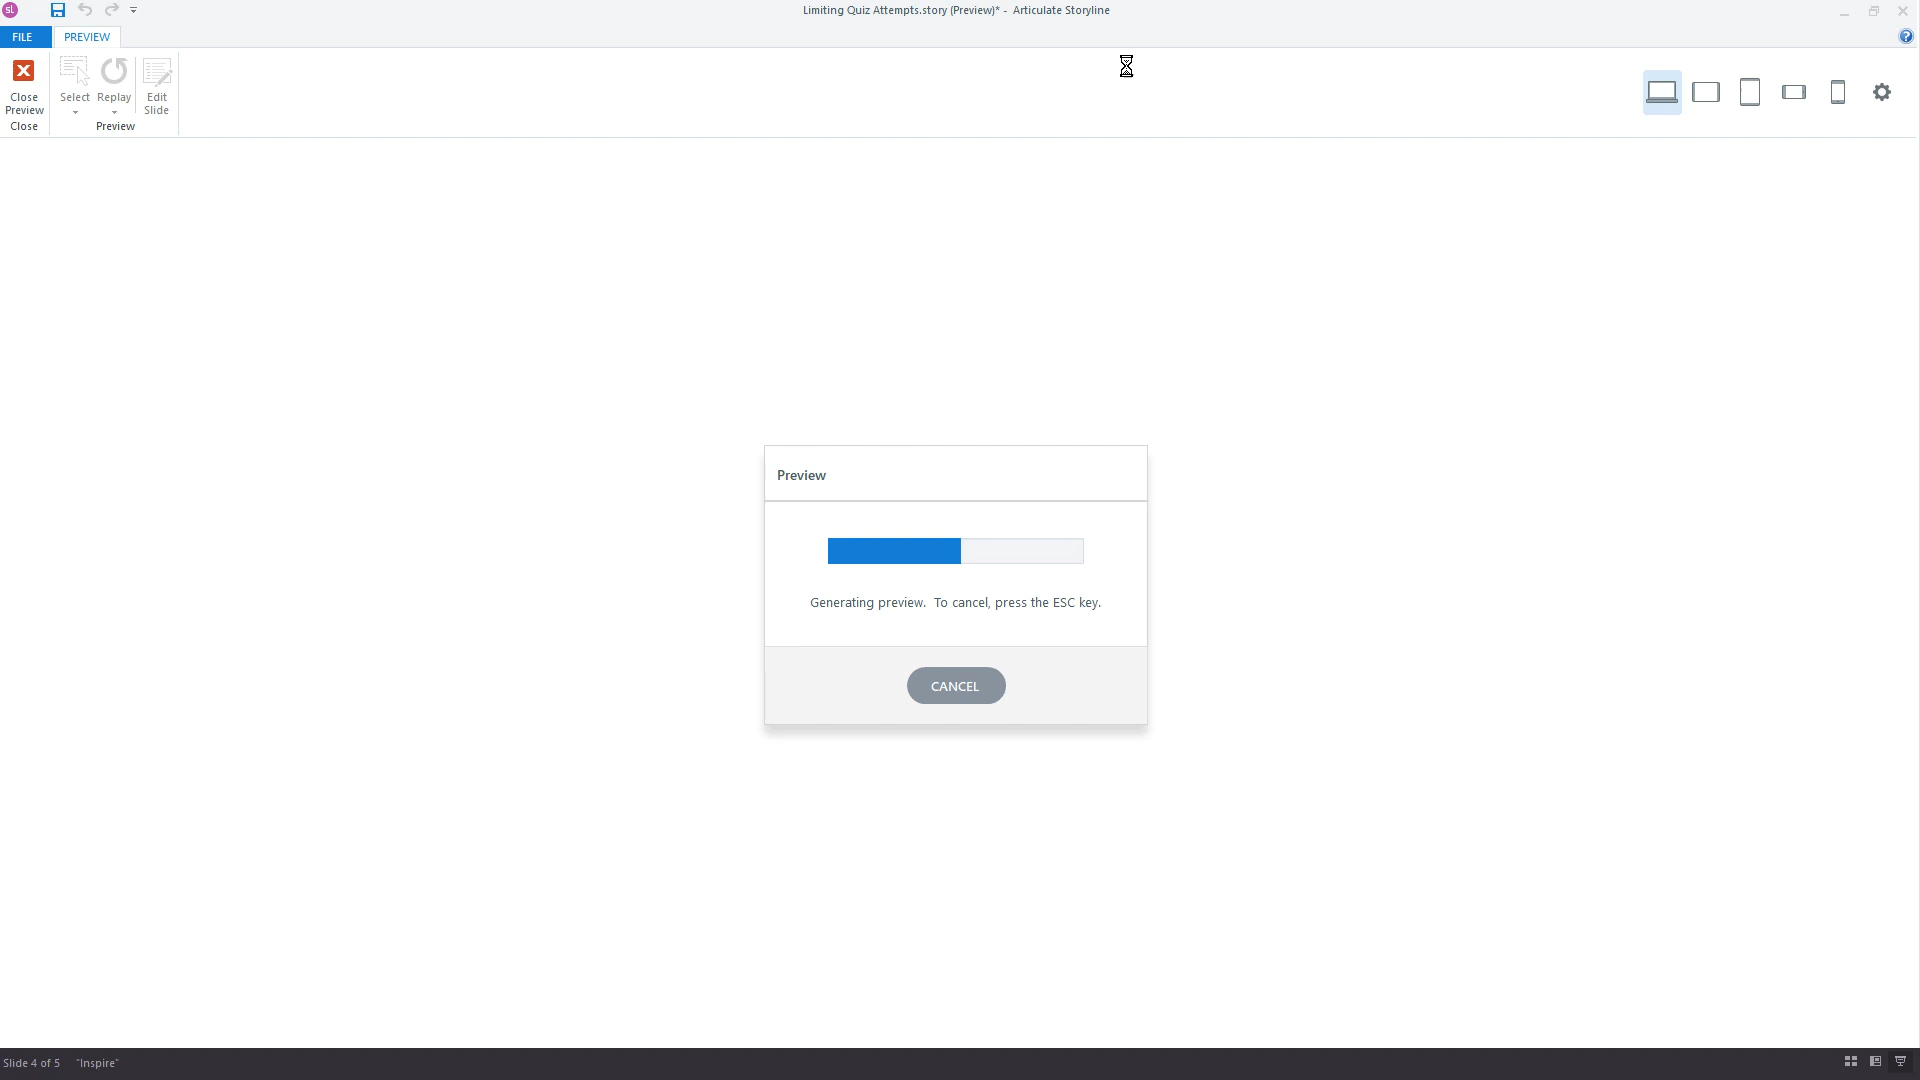 sl
Limiting Quiz Attempts.story (Preview)* - Articulate Storyline
FILE
PREVIEW
?
Close
Preview
Select
Replay
Edit
Slide
Close
Preview
Preview
Generating preview. To cancel, press the ESC key.
CANCEL
Slide 4 of 5 "Inspire"